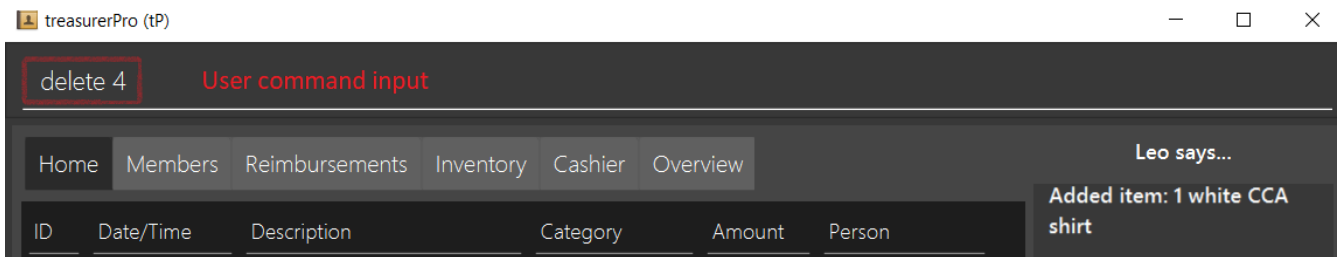 treasurerPro (tP)
delete 4 User command input
Home Members Reimbursements Inventory Cashier Overview
Leo says...
Added item: 1 white CCA
shirt
ID Date/Time Description Category Amount Person